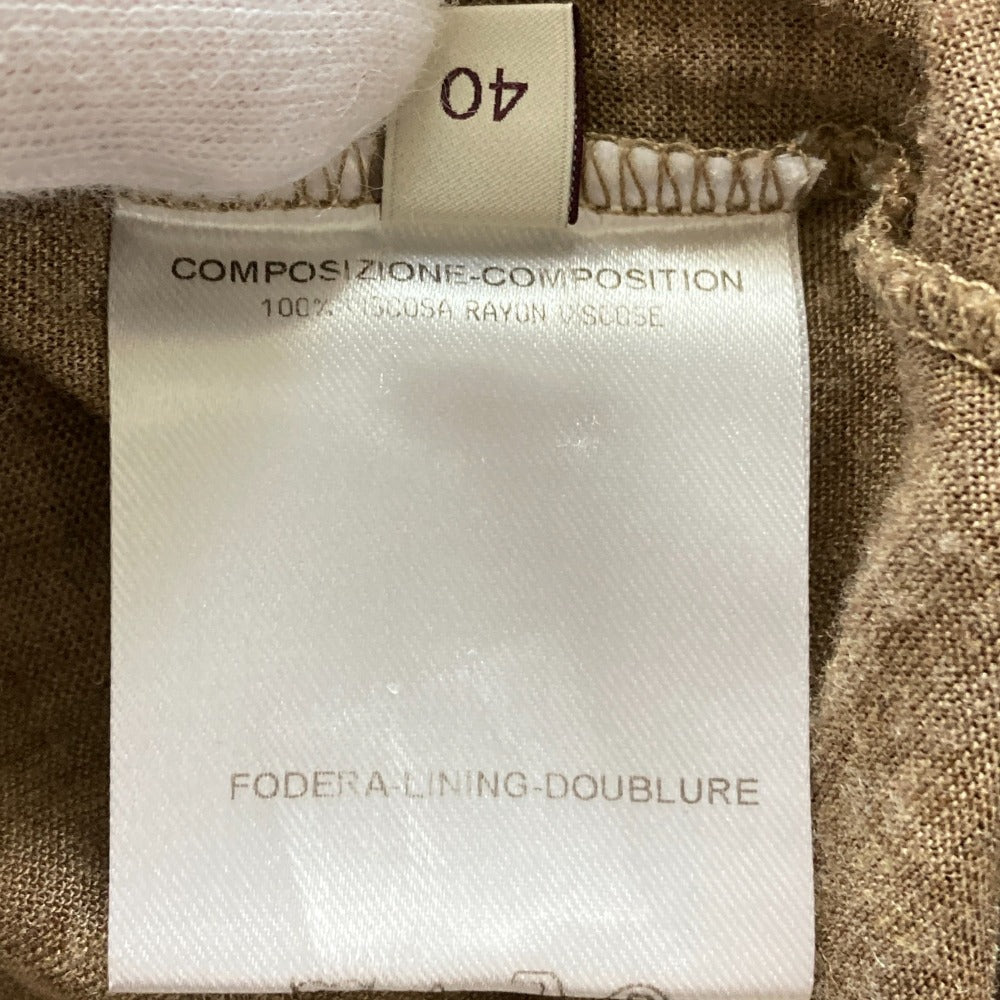 40
COMPOSIZIONE-COMPOSITION
100% VISCOSA RAYON VISCOSE
FODERA-LINING-DOUBLURE